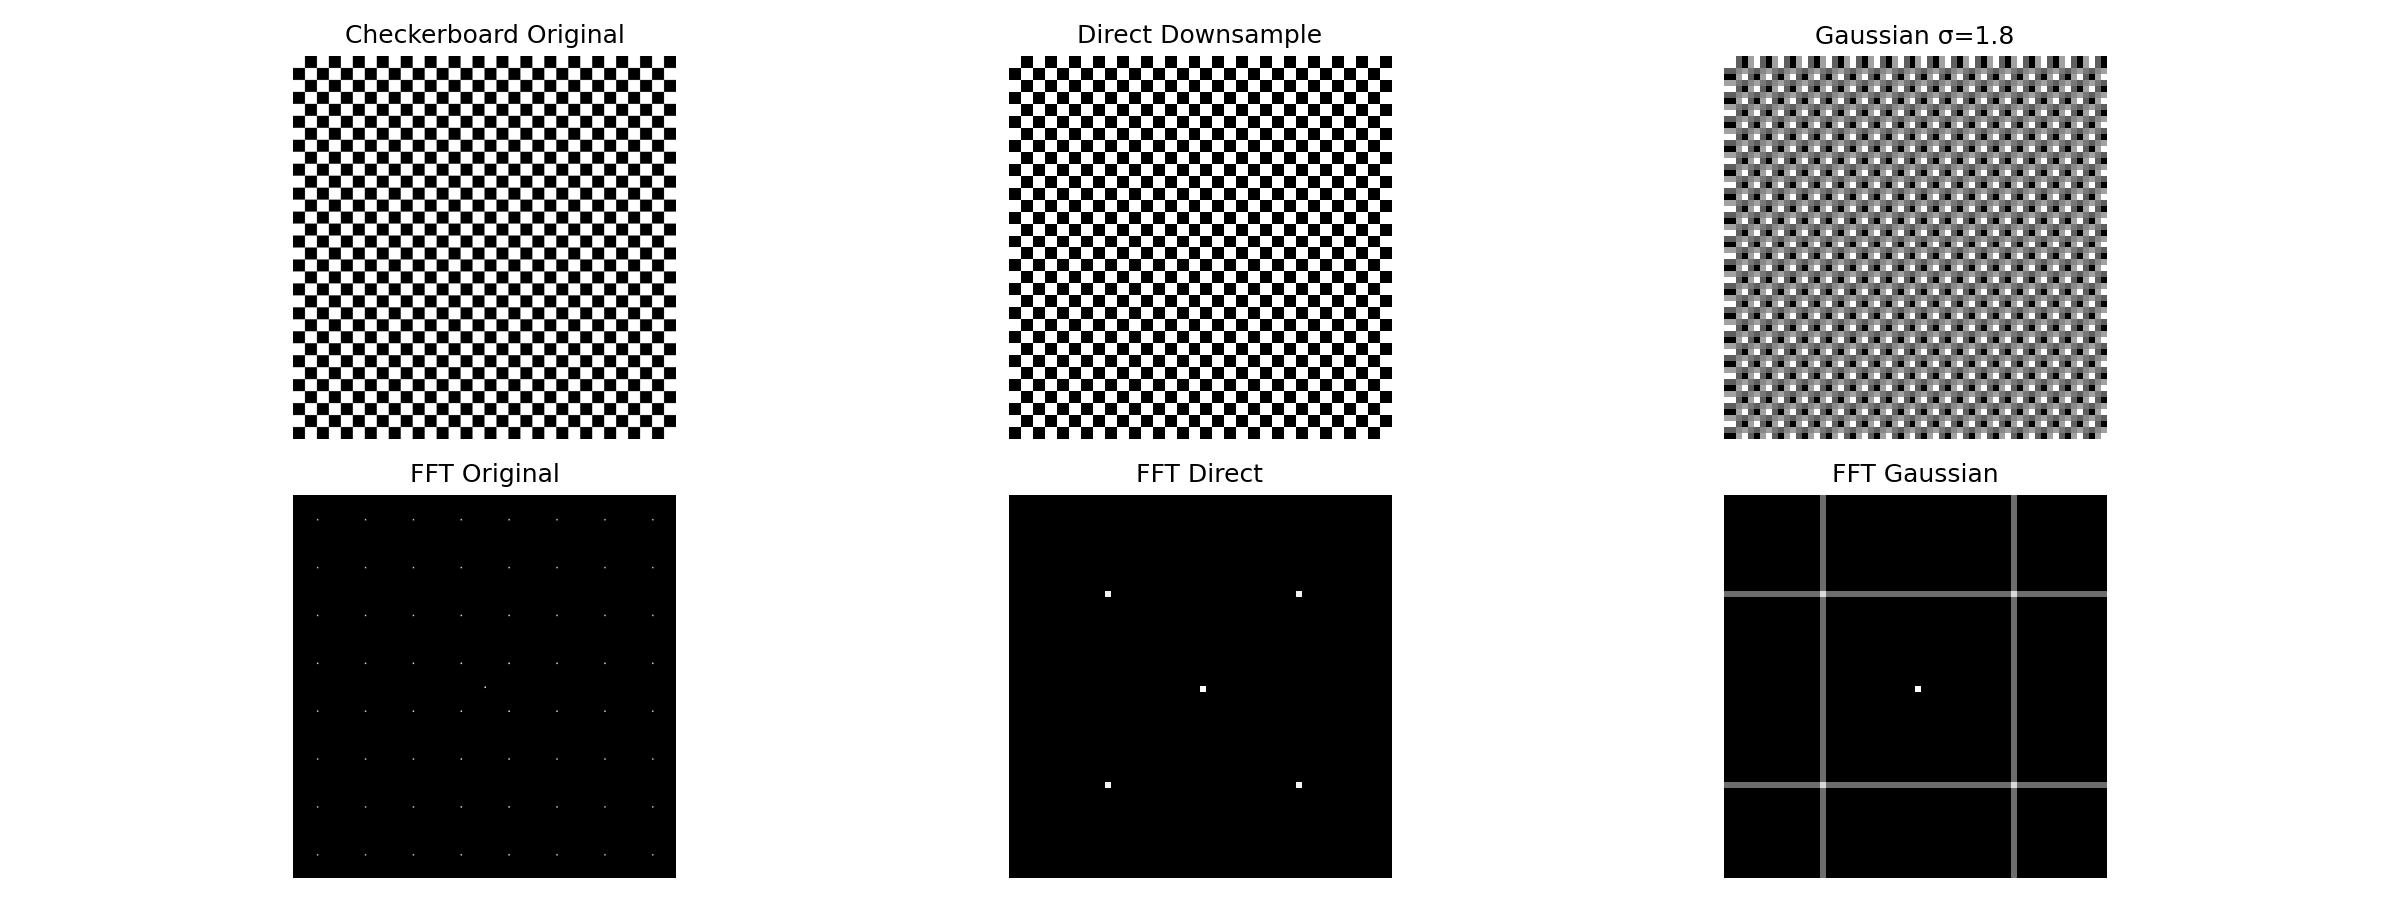 Checkerboard Original
Direct Downsample
Gaussian σ=1.8
FFT Original
FFT Direct
FFT Gaussian